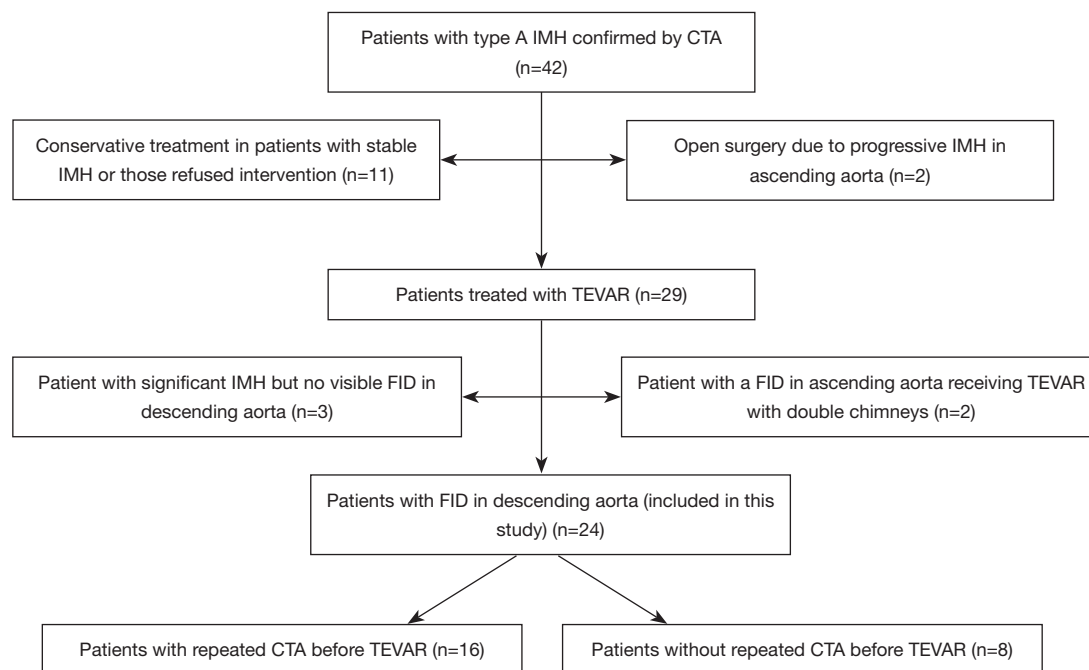 Patients with type A IMH confirmed by CTA
(n=42)
Conservative treatment in patients with stable
IMH or those refused intervention (n=11)
Open surgery due to progressive IMH in
ascending aorta (n=2)
Patients treated with TEVAR (n=29)
Patient with significant IMH but no visible FID in
descending aorta (n=3)
Patient with a FID in ascending aorta receiving TEVAR
with double chimneys (n=2)
Patients with FID in descending aorta (included in this
study) (n=24)
Patients with repeated CTA before TEVAR (n=16)
Patients without repeated CTA before TEVAR (n=8)